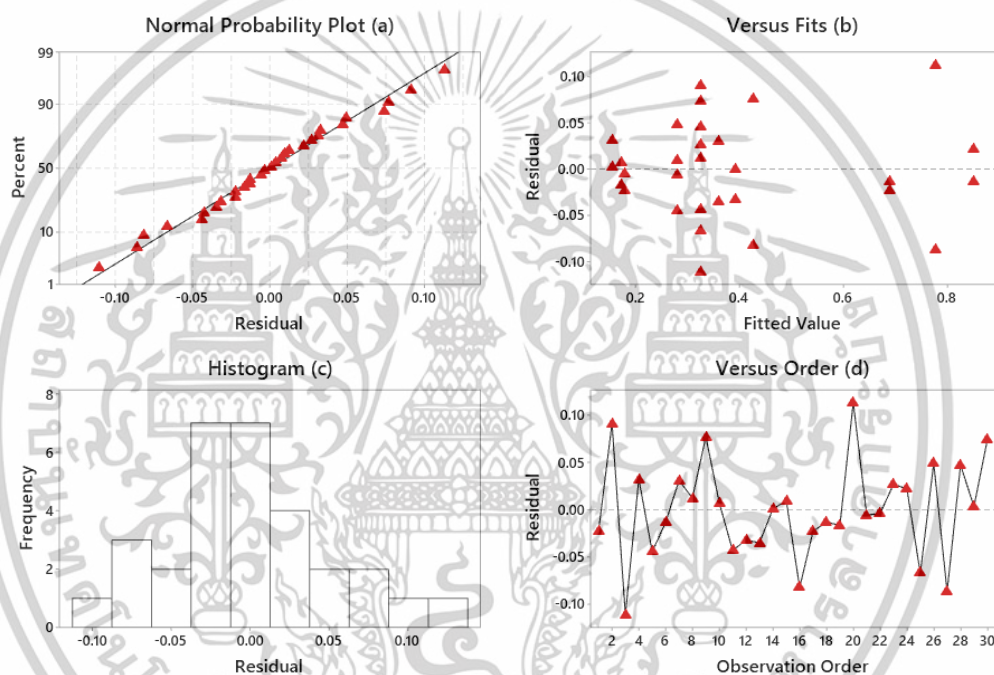 Normal Probability Plot (a)
99
90
50
10
1
Percent
-0.10
-0.05
0.00
0.05
0.10
Residual
Versus Fits (b)
0.10
0.05
0.00
-0.05
-0.10
Residual
0.2
0.4
0.6
0.8
Fitted Value
Histogram (c)
8
6
4
2
0
Frequency
-0.10
-0.05
0.00
0.05
0.10
Residual
Versus Order (d)
0.10
0.05
0.00
-0.05
-0.10
Residual
2 4 6 8 10 12 14 16 18 20 22 24 26 28 30
Observation Order